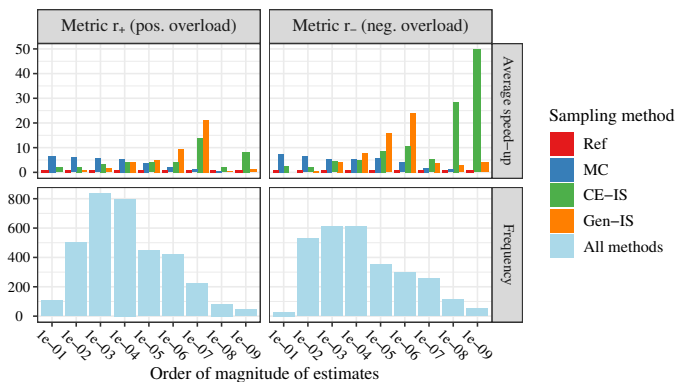 Metric r₊ (pos. overload)
Metric r₋ (neg. overload)
50
40
30
20
10
0
Average speed−up
800
600
400
200
0
Frequency
1e−01
1e−02
1e−03
1e−04
1e−05
1e−06
1e−07
1e−08
1e−09
1e−01
1e−02
1e−03
1e−04
1e−05
1e−06
1e−07
1e−08
1e−09
Order of magnitude of estimates
Sampling method
Ref
MC
CE−IS
Gen−IS
All methods